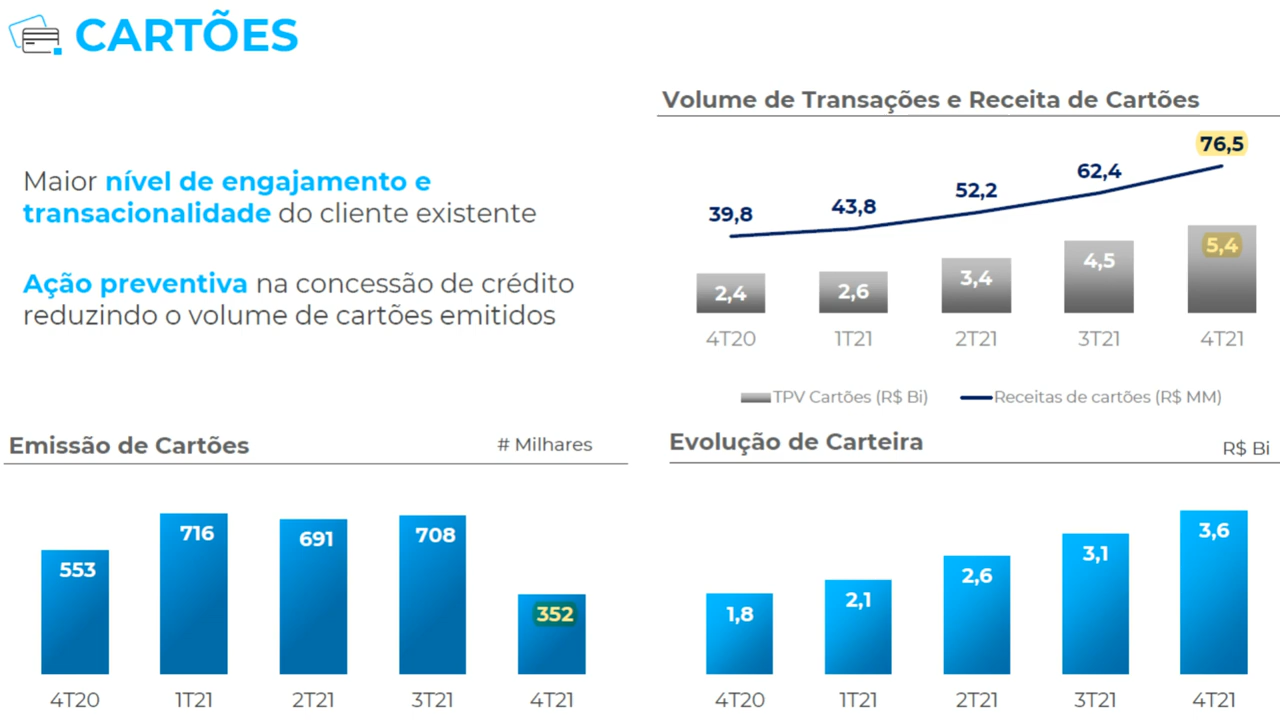 CARTÕES
Maior nível de engajamento e
transacionalidade do cliente existente
Ação preventiva na concessão de crédito
reduzindo o volume de cartões emitidos
Volume de Transações e Receita de Cartões
39,8 43,8 52,2 62,4 76,5
2,4 2,6 3,4 4,5 5,4
4T20 1T21 2T21 3T21 4T21
TPV Cartões (R$ Bi) Receitas de cartões (R$ MM)
Emissão de Cartões # Milhares
553 716 691 708 352
4T20 1T21 2T21 3T21 4T21
Evolução de Carteira R$ Bi
1,8 2,1 2,6 3,1 3,6
4T20 1T21 2T21 3T21 4T21